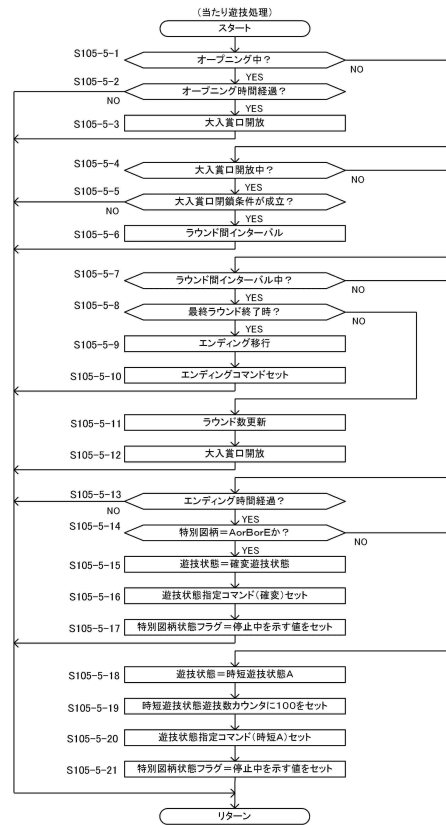 (当たり遊技処理)
スタート
S105-5-1
オープニング中?
NO
YES
S105-5-2
オープニング時間経過?
NO
YES
S105-5-3
大入賞口開放
S105-5-4
大入賞口開放中?
NO
YES
S105-5-5
大入賞口閉鎖条件が成立?
NO
YES
S105-5-6
ラウンド間インターバル
S105-5-7
ラウンド間インターバル中?
NO
YES
S105-5-8
最終ラウンド終了時?
NO
YES
S105-5-9
エンディング移行
S105-5-10
エンディングコマンドセット
S105-5-11
ラウンド数更新
S105-5-12
大入賞口開放
S105-5-13
エンディング時間経過?
NO
YES
S105-5-14
特別図柄=AorBorEか?
NO
YES
S105-5-15
遊技状態=確変遊技状態
S105-5-16
遊技状態指定コマンド(確変)セット
S105-5-17
特別図柄状態フラグ=停止中を示す値をセット
S105-5-18
遊技状態=時短遊技状態A
S105-5-19
時短遊技状態遊技数カウンタに100をセット
S105-5-20
遊技状態指定コマンド(時短A)セット
S105-5-21
特別図柄状態フラグ=停止中を示す値をセット
リターン